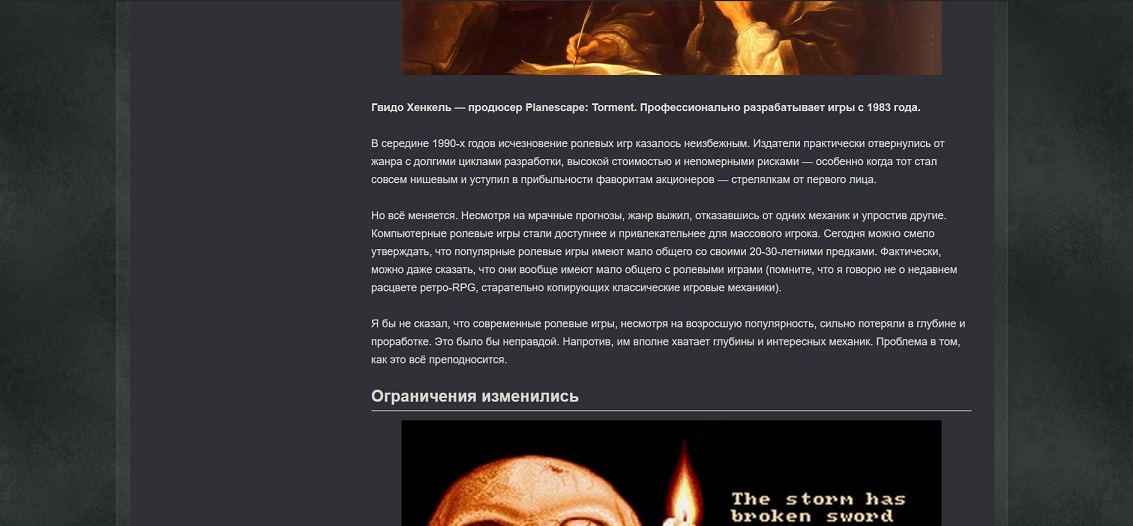 Гвидо Хенкель — продюсер Planescape: Torment. Профессионально разрабатывает игры с 1983 года.
В середине 1990-х годов исчезновение ролевых игр казалось неизбежным. Издатели практически отвернулись от
жанра с долгими циклами разработки, высокой стоимостью и непомерными рисками — особенно когда тот стал
совсем нишевым и уступил в прибыльности фаворитам акционеров — стрелялкам от первого лица.
Но всё меняется. Несмотря на мрачные прогнозы, жанр выжил, отказавшись от одних механик и упростив другие.
Компьютерные ролевые игры стали доступнее и привлекательнее для массового игрока. Сегодня можно смело
утверждать, что популярные ролевые игры имеют мало общего со своими 20-30-летними предками. Фактически,
можно даже сказать, что они вообще имеют мало общего с ролевыми играми (помните, что я говорю не о недавнем
расцвете ретро-RPG, старательно копирующих классические игровые механики).
Я бы не сказал, что современные ролевые игры, несмотря на возросшую популярность, сильно потеряли в глубине и
проработке. Это было бы неправдой. Напротив, им вполне хватает глубины и интересных механик. Проблема в том,
как это всё преподносится.
Ограничения изменились
The storm has
broken sword